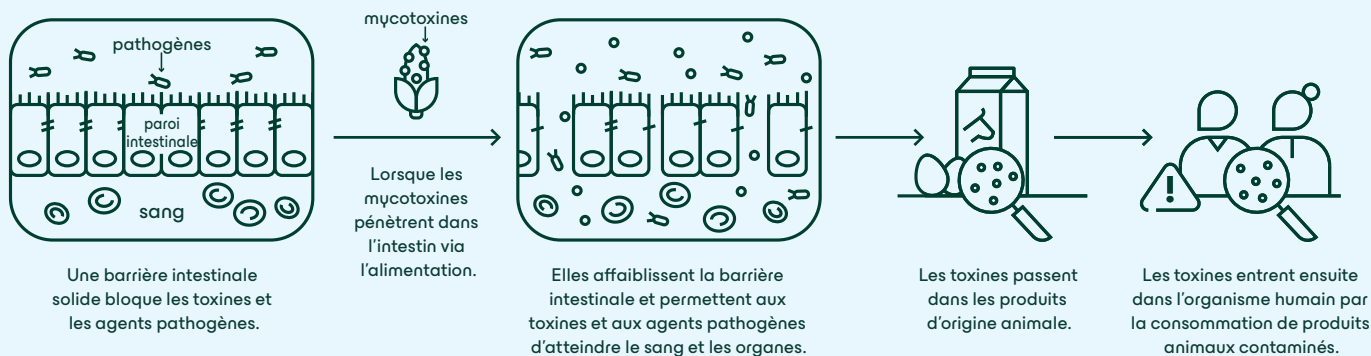 pathogènes
paroi
intestinale
sang
Une barrière intestinale
solide bloque les toxines et
les agents pathogènes.
mycotoxines
Lorsque les
mycotoxines
pénètrent dans
l'intestin via
l'alimentation.
Elles affaiblissent la barrière
intestinale et permettent aux
toxines et aux agents pathogènes
d'atteindre le sang et les organes.
Les toxines passent
dans les produits
d'origine animale.
Les toxines entrent ensuite
dans l'organisme humain par
la consommation de produits
animaux contaminés.